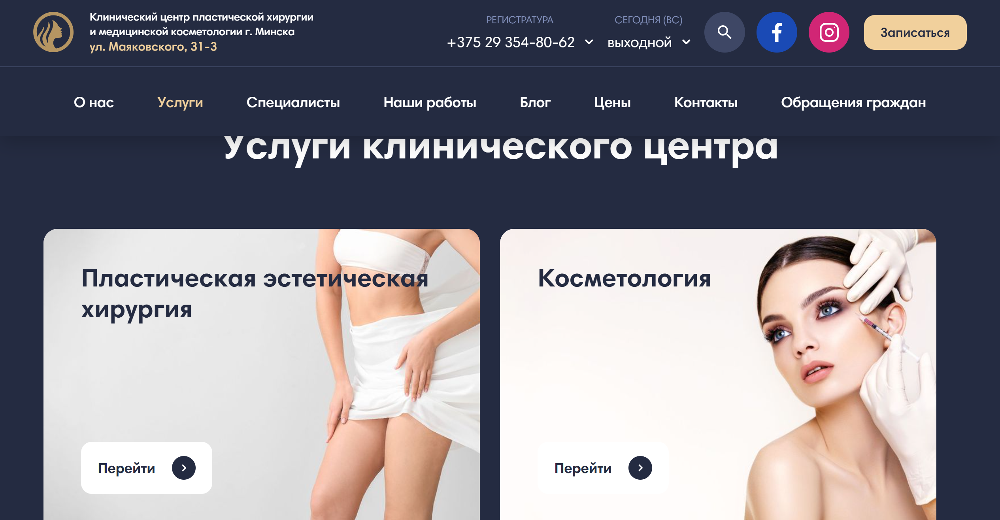 Клинический центр пластической хирургии
и медицинской косметологии г. Минска
ул. Маяковского, 31-3
РЕГИСТРАТУРА
+375 29 354-80-62
СЕГОДНЯ (ВС)
выходной
Записаться
О нас
Услуги
Специалисты
Наши работы
Блог
Цены
Контакты
Обращения граждан
Услуги клинического центра
Пластическая эстетическая
хирургия
Перейти
Косметология
Перейти